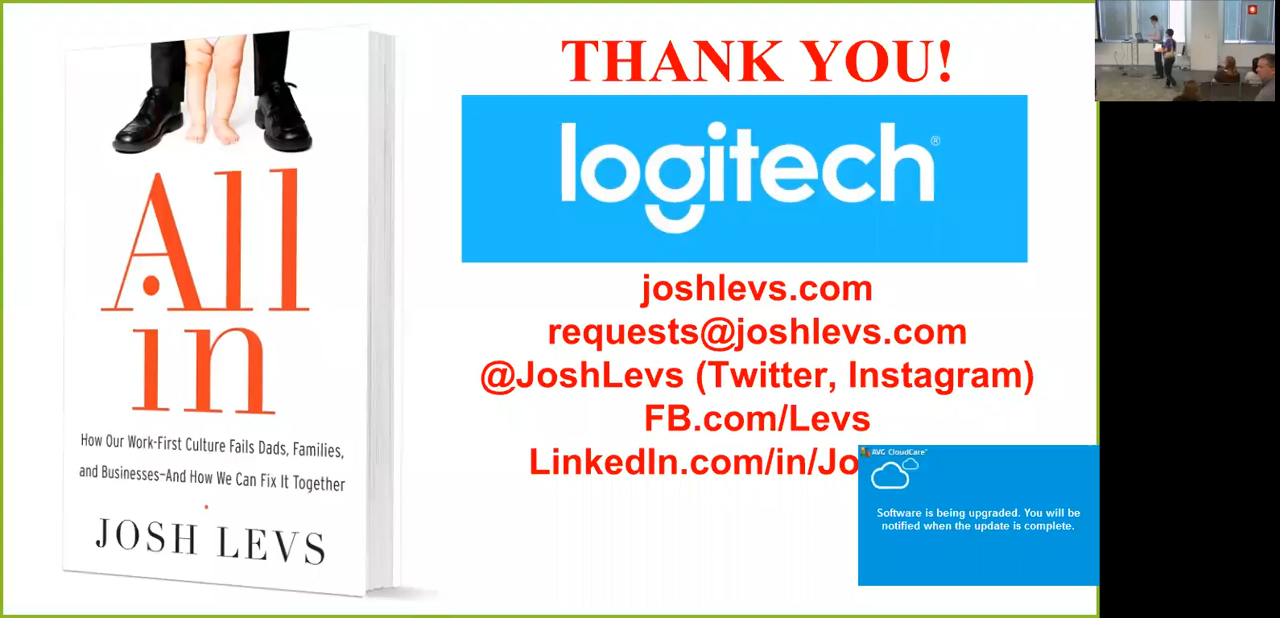 All
in
How Our Work-First Culture Fails Dads, Families,
and Businesses—And How We Can Fix It Together
JOSH LEVS
THANK YOU!
logitech®
joshlevs.com
requests@joshlevs.com
@JoshLevs (Twitter, Instagram)
FB.com/Levs
LinkedIn.com/in/Jo
AVG CloudCare™
Software is being upgraded. You will be
notified when the update is complete.